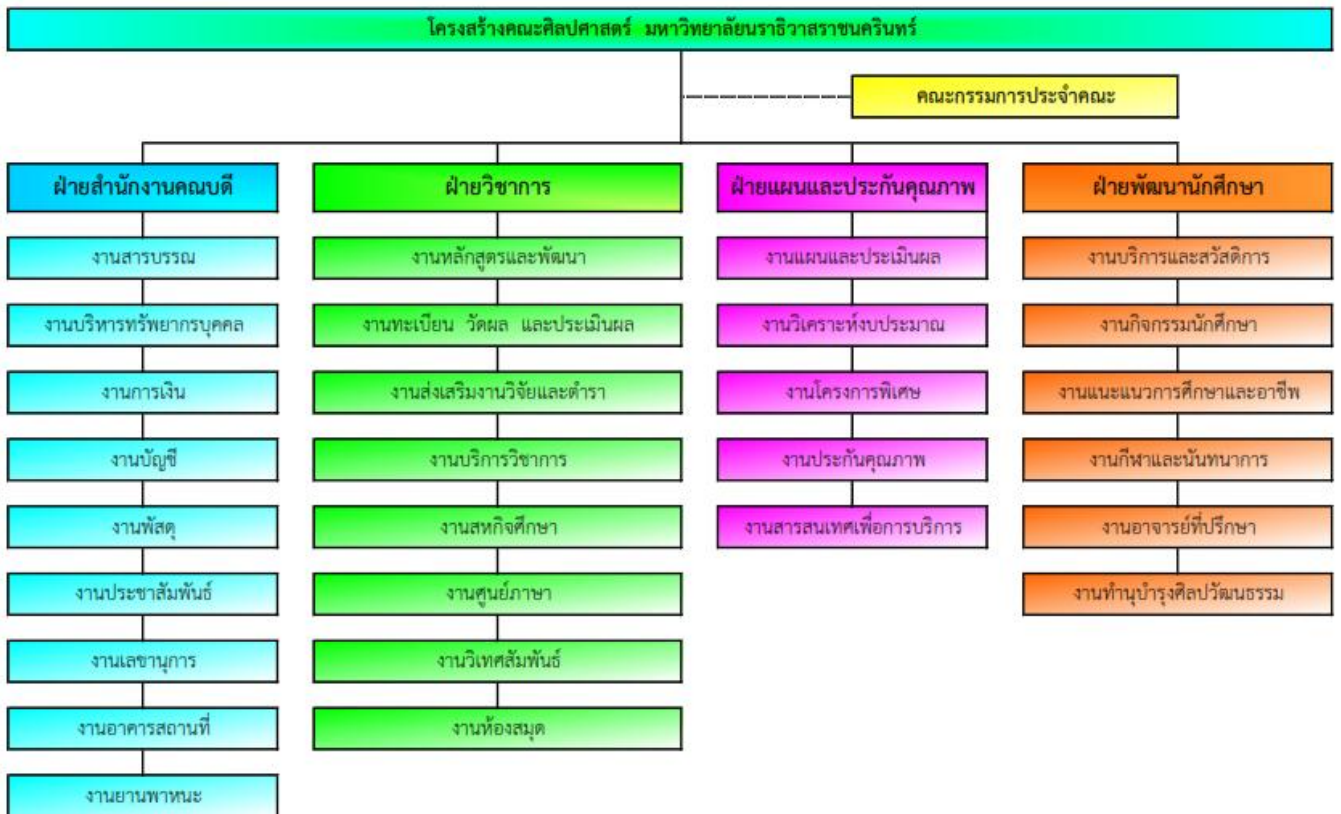 โครงสร้างคณะศิลปศาสตร์ มหาวิทยาลัยนราธิวาสราชนครินทร์
คณะกรรมการประจำคณะ
ฝ่ายสำนักงานคณบดี
งานสารบรรณ
งานบริหารทรัพยากรบุคคล
งานการเงิน
งานบัญชี
งานพัสดุ
งานประชาสัมพันธ์
งานเลขานุการ
งานอาคารสถานที่
งานยานพาหนะ
ฝ่ายวิชาการ
งานหลักสูตรและพัฒนา
งานทะเบียน วัดผล และประเมินผล
งานส่งเสริมงานวิจัยและตำรา
งานบริการวิชาการ
งานสหกิจศึกษา
งานศูนย์ภาษา
งานวิเทศสัมพันธ์
งานห้องสมุด
ฝ่ายแผนและประกันคุณภาพ
งานแผนและประเมินผล
งานวิเคราะห์งบประมาณ
งานโครงการพิเศษ
งานประกันคุณภาพ
งานสารสนเทศเพื่อการบริการ
ฝ่ายพัฒนานักศึกษา
งานบริการและสวัสดิการ
งานกิจกรรมนักศึกษา
งานแนะแนวการศึกษาและอาชีพ
งานกีฬาและนันทนาการ
งานอาจารย์ที่ปรึกษา
งานทำนุบำรุงศิลปวัฒนธรรม